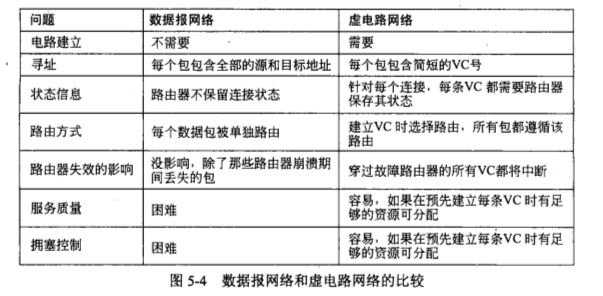 问题 数据报网络 虚电路网络
电路建立 不需要 需要
寻址 每个包包含全部的源和目标地址 每个包包含简短的VC号
状态信息 路由器不保留连接状态 针对每个连接，每条VC 都需要路由器
保存其状态
路由方式 每个数据包被单独路由 建立VC 时选择路由，所有包都遵循该
路由
路由器失效的影响 没影响，除了那些路由器崩溃期
间丢失的包 穿过故障路由器的所有VC都将中断
服务质量 困难 容易，如果在预先建立每条VC 时有足
够的资源可分配
拥塞控制 困难 容易，如果在预先建立每条VC 时有足
够的资源可分配
图 5-4 数据报网络和虚电路网络的比较